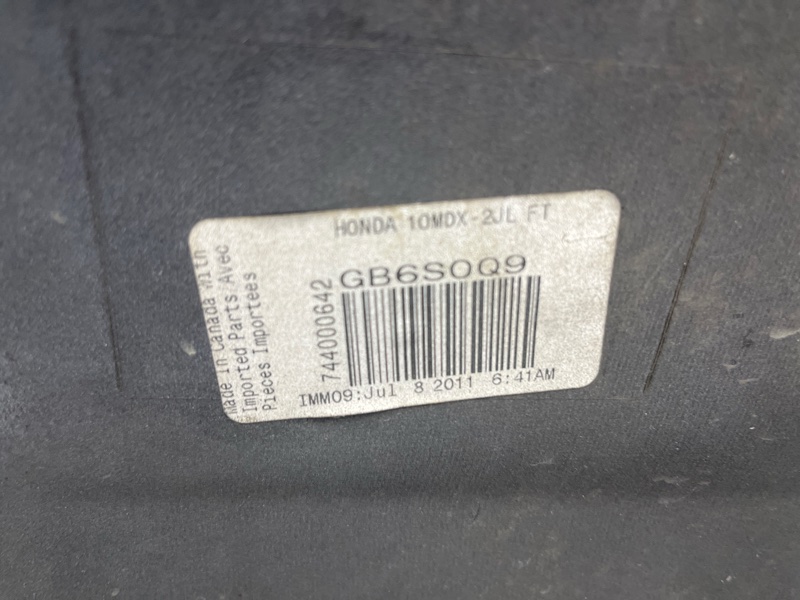 HONDA 10MDX-2JL FT
GB6S0Q9
744000642
IMM09:Jul 8 2011 6:41AM
Made In Canada With
Imported Parts/Avec
Pieces Importees